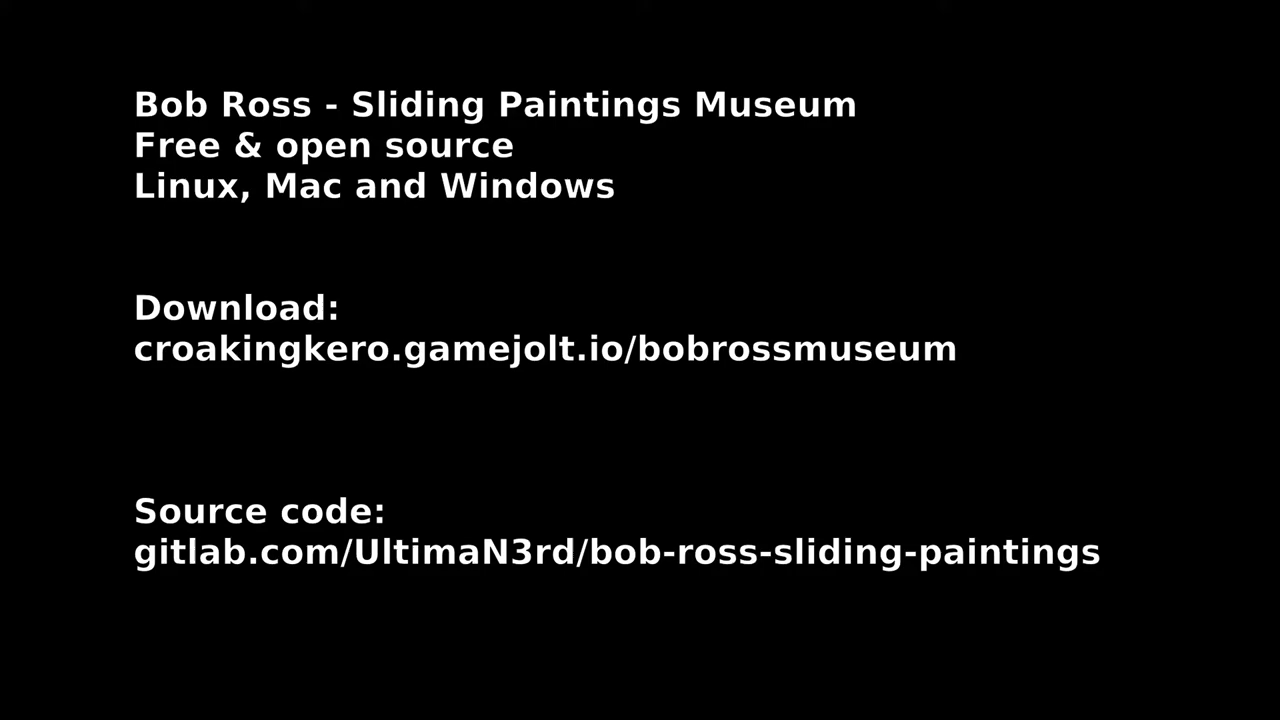 Bob Ross - Sliding Paintings Museum
Free & open source
Linux, Mac and Windows
Download:
croakingkero.gamejolt.io/bobrossmuseum
Source code:
gitlab.com/UltimaN3rd/bob-ross-sliding-paintings